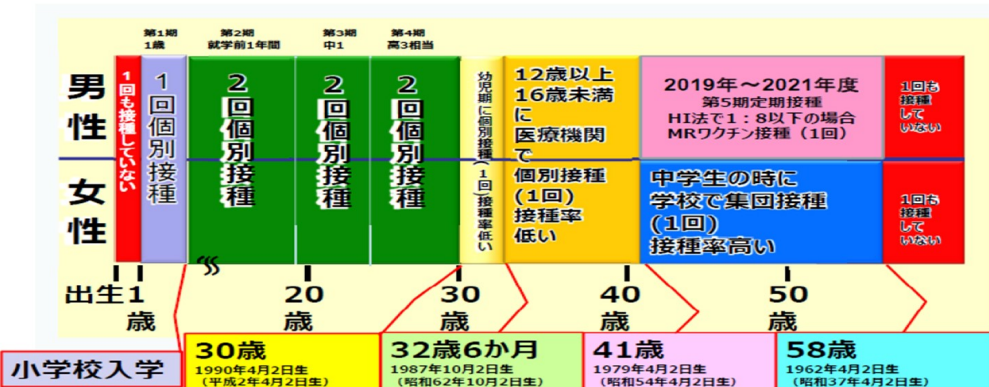 第1期
1歳
第2期
就学前1年間
第3期
中1
第4期
高3相当
男性
女性
1回も接種していない
1回個別接種
2回個別接種
2回個別接種
2回個別接種
幼児期に個別接種(1回)接種率低い
12歳以上
16歳未満
に
医療機関
で
個別接種
(1回)
接種率
低い
2019年～2021年度
第5期定期接種
HI法で1：8以下の場合
MRワクチン接種（1回）
中学生の時に
学校で集団接種
(1回)
接種率高い
1回も
接種
して
いない
1回も
接種
して
いない
出生1歳
20歳
30歳
40歳
50歳
小学校入学
30歳
1990年4月2日生
（平成2年4月2日生）
32歳6か月
1987年10月2日生
（昭和62年10月2日生）
41歳
1979年4月2日生
（昭和54年4月2日生）
58歳
1962年4月2日生
（昭和37年4月2日生）